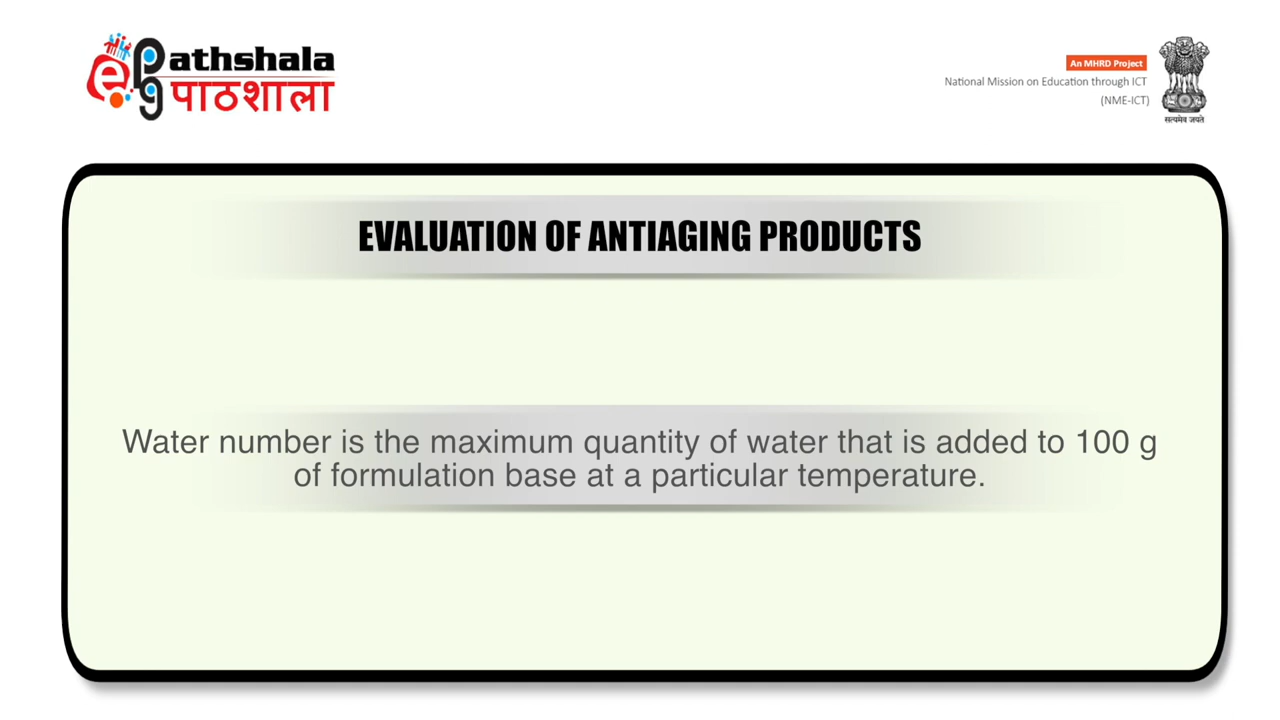 e pg Pathshala
पाठशाला
An MHRD Project
National Mission on Education through ICT
(NME-ICT)
सत्यमेव जयते
EVALUATION OF ANTIAGING PRODUCTS
Water number is the maximum quantity of water that is added to 100 g
of formulation base at a particular temperature.